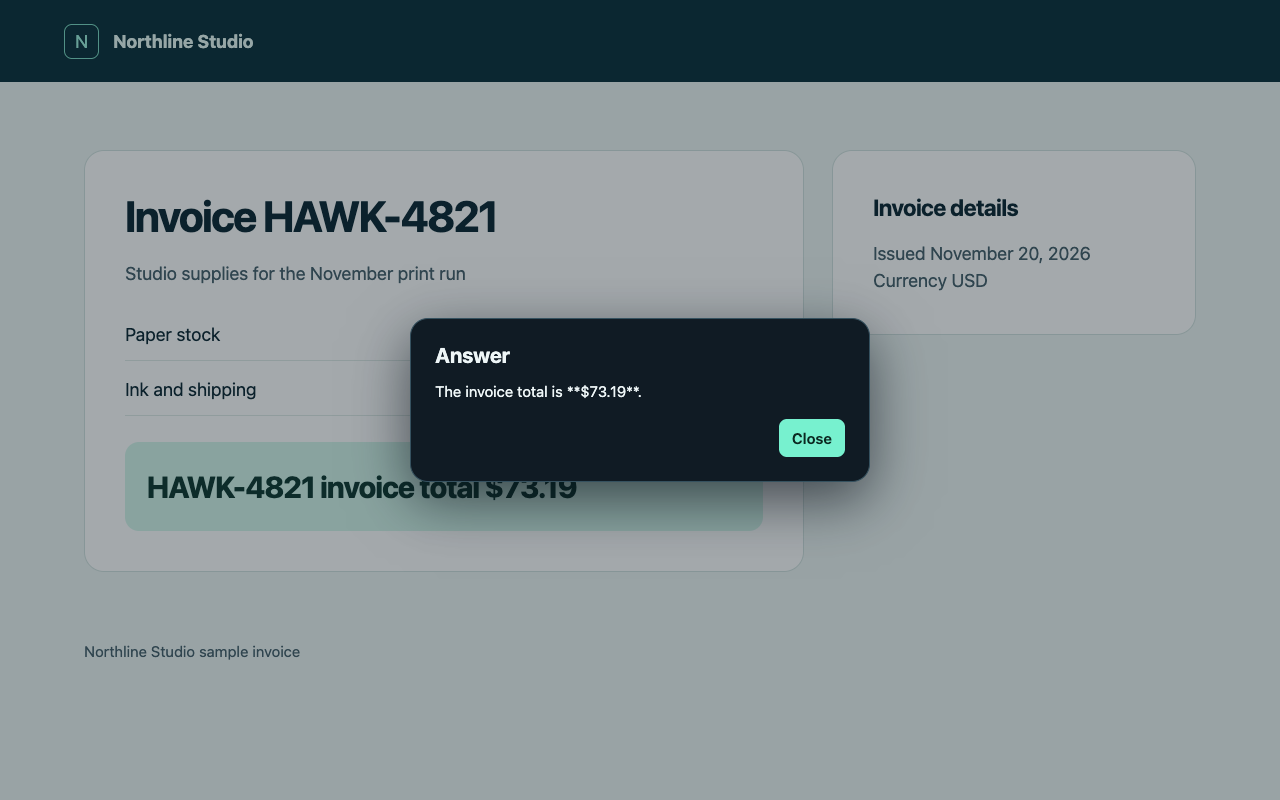 N
Northline Studio
Invoice HAWK-4821
Studio supplies for the November print run
Paper stock
Ink and shipping
HAWK-4821 invoice total $73.19
Invoice details
Issued November 20, 2026
Currency USD
Answer
The invoice total is **$73.19**.
Close
Northline Studio sample invoice